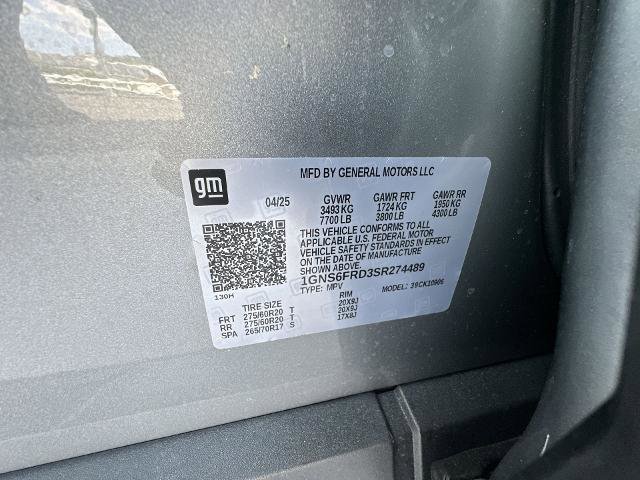 gm
MFD BY GENERAL MOTORS LLC
04/25 GVWR GAWR FRT GAWR RR
3493 KG 1724 KG 1950 KG
7700 LB 3800 LB 4300 LB
THIS VEHICLE CONFORMS TO ALL
APPLICABLE U.S. FEDERAL MOTOR
VEHICLE SAFETY STANDARDS IN EFFECT
ON THE DATE OF MANUFACTURE
SHOWN ABOVE.
1GNS6FRD3SR274489
TYPE: MPV MODEL: 39CK10906
130H
TIRE SIZE RIM
FRT 275/60R20 T 20X9J
RR 275/60R20 T 20X9J
SPA 265/70R17 S 17X8J